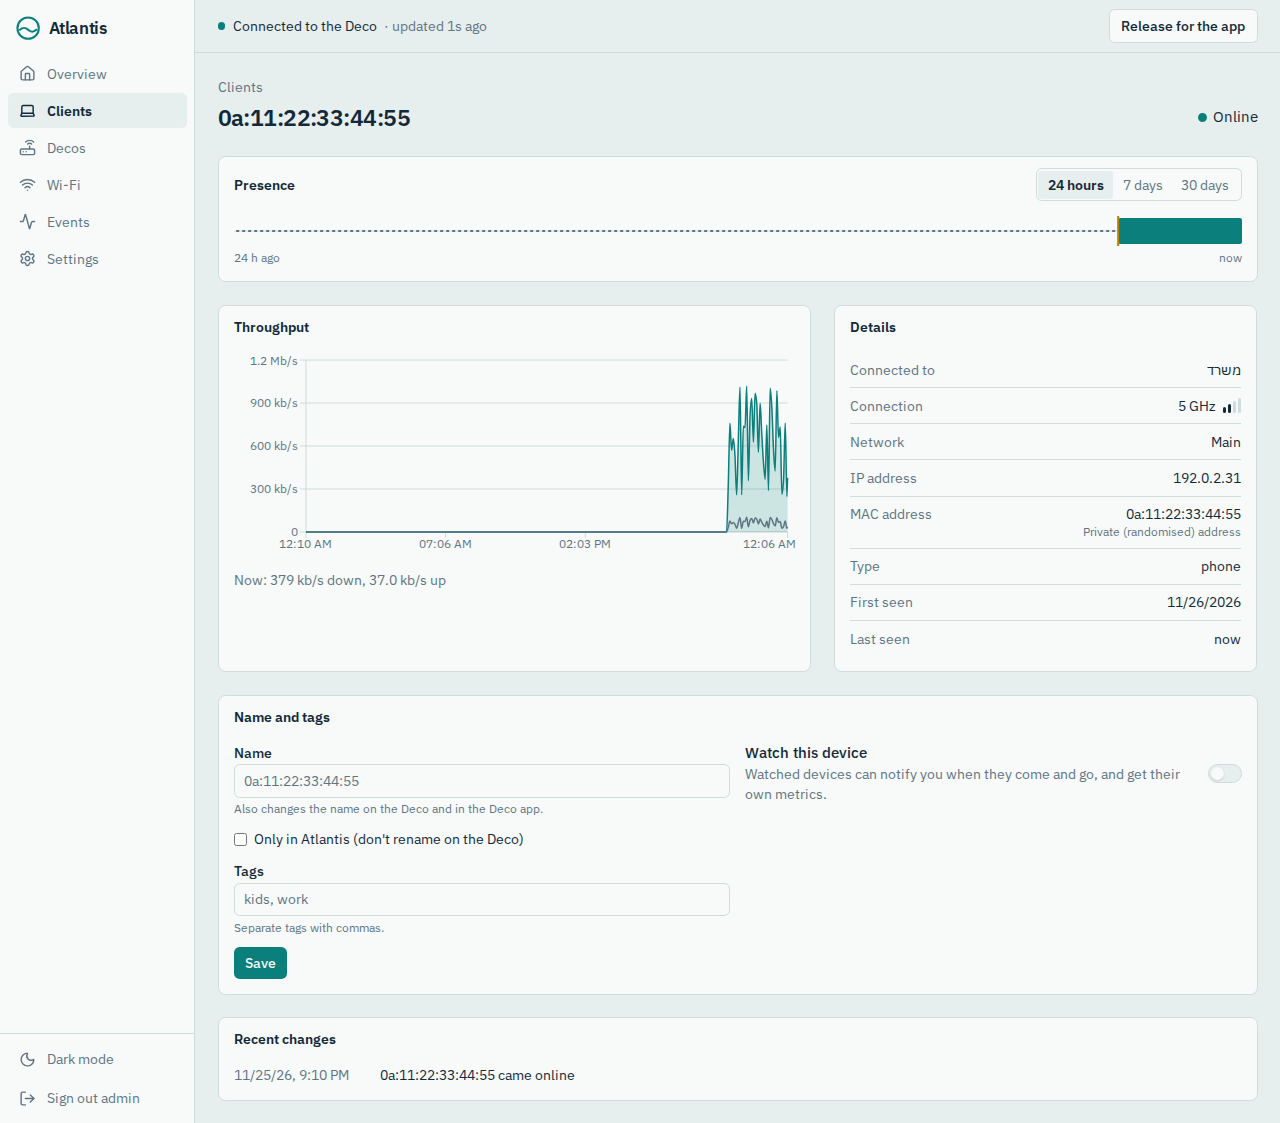 Atlantis
Overview
Clients
Decos
Wi-Fi
Events
Settings
Dark mode
Sign out admin
Connected to the Deco · updated 1s ago
Release for the app
Clients
0a:11:22:33:44:55
Online
Presence
24 hours
7 days
30 days
24 h ago
now
Throughput
1.2 Mb/s
900 kb/s
600 kb/s
300 kb/s
0
12:10 AM
07:06 AM
02:03 PM
12:06 AM
Now: 379 kb/s down, 37.0 kb/s up
Details
Connected to משרד
Connection 5 GHz
Network Main
IP address 192.0.2.31
MAC address 0a:11:22:33:44:55
Private (randomised) address
Type phone
First seen 11/26/2026
Last seen now
Name and tags
Name
0a:11:22:33:44:55
Also changes the name on the Deco and in the Deco app.
Only in Atlantis (don't rename on the Deco)
Tags
kids, work
Separate tags with commas.
Save
Watch this device
Watched devices can notify you when they come and go, and get their
own metrics.
Recent changes
11/25/26, 9:10 PM 0a:11:22:33:44:55 came online